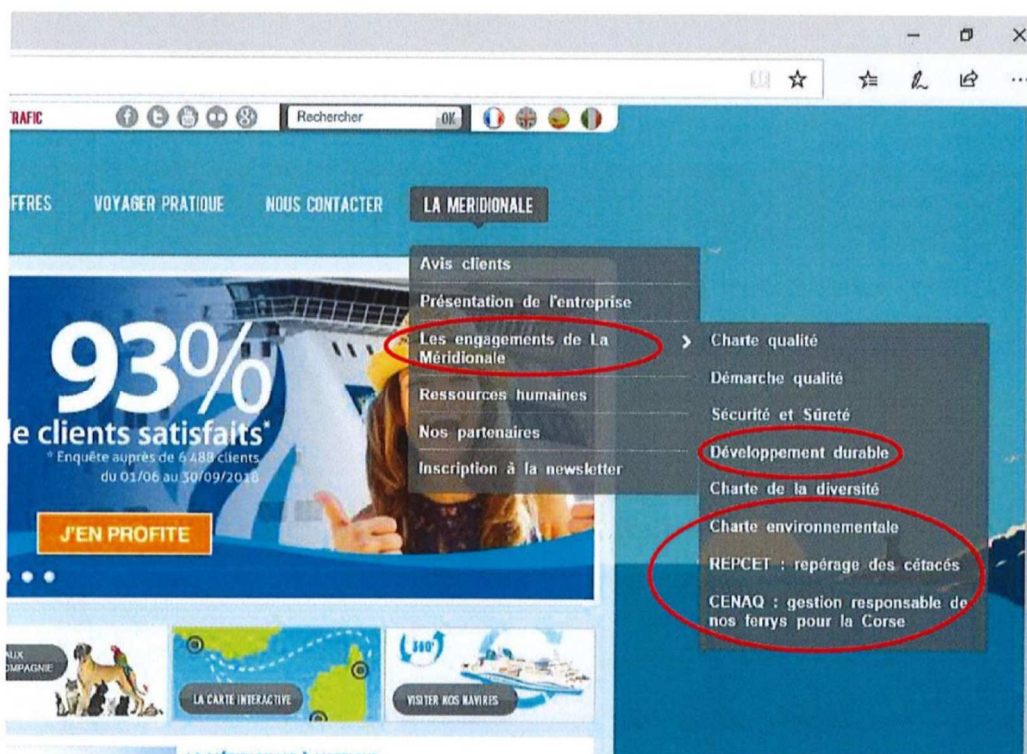 RAFIC
Rechercher OK
FFRES VOYAGER PRATIQUE NOUS CONTACTER LA MERIDIONALE
Avis clients
Présentation de l'entreprise
Les engagements de La
Méridionale
Ressources humaines
Nos partenaires
Inscription à la newsletter
Charte qualité
Démarche qualité
Sécurité et Sûreté
Développement durable
Charte de la diversité
Charte environnementale
REPCET : repérage des cétacés
CENAQ : gestion responsable de
nos ferrys pour la Corse
93%
le clients satisfaits*
* Enquête auprès de 6 488 clients
du 01/06 au 30/09/2018
J'EN PROFITE
AUX
OMPAGNIE
LA CARTE INTERACTIVE
360°
VISITER NOS NAVIRES